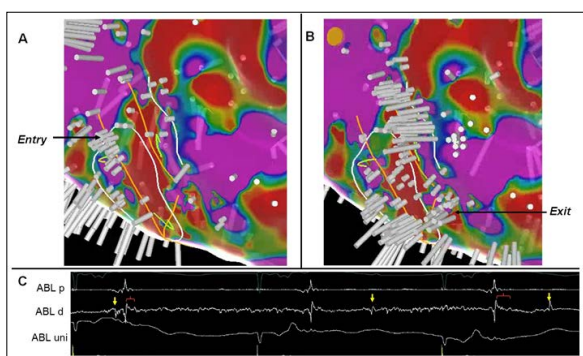 A
B
Entry
Exit
C
ABL p
ABL d
ABL uni